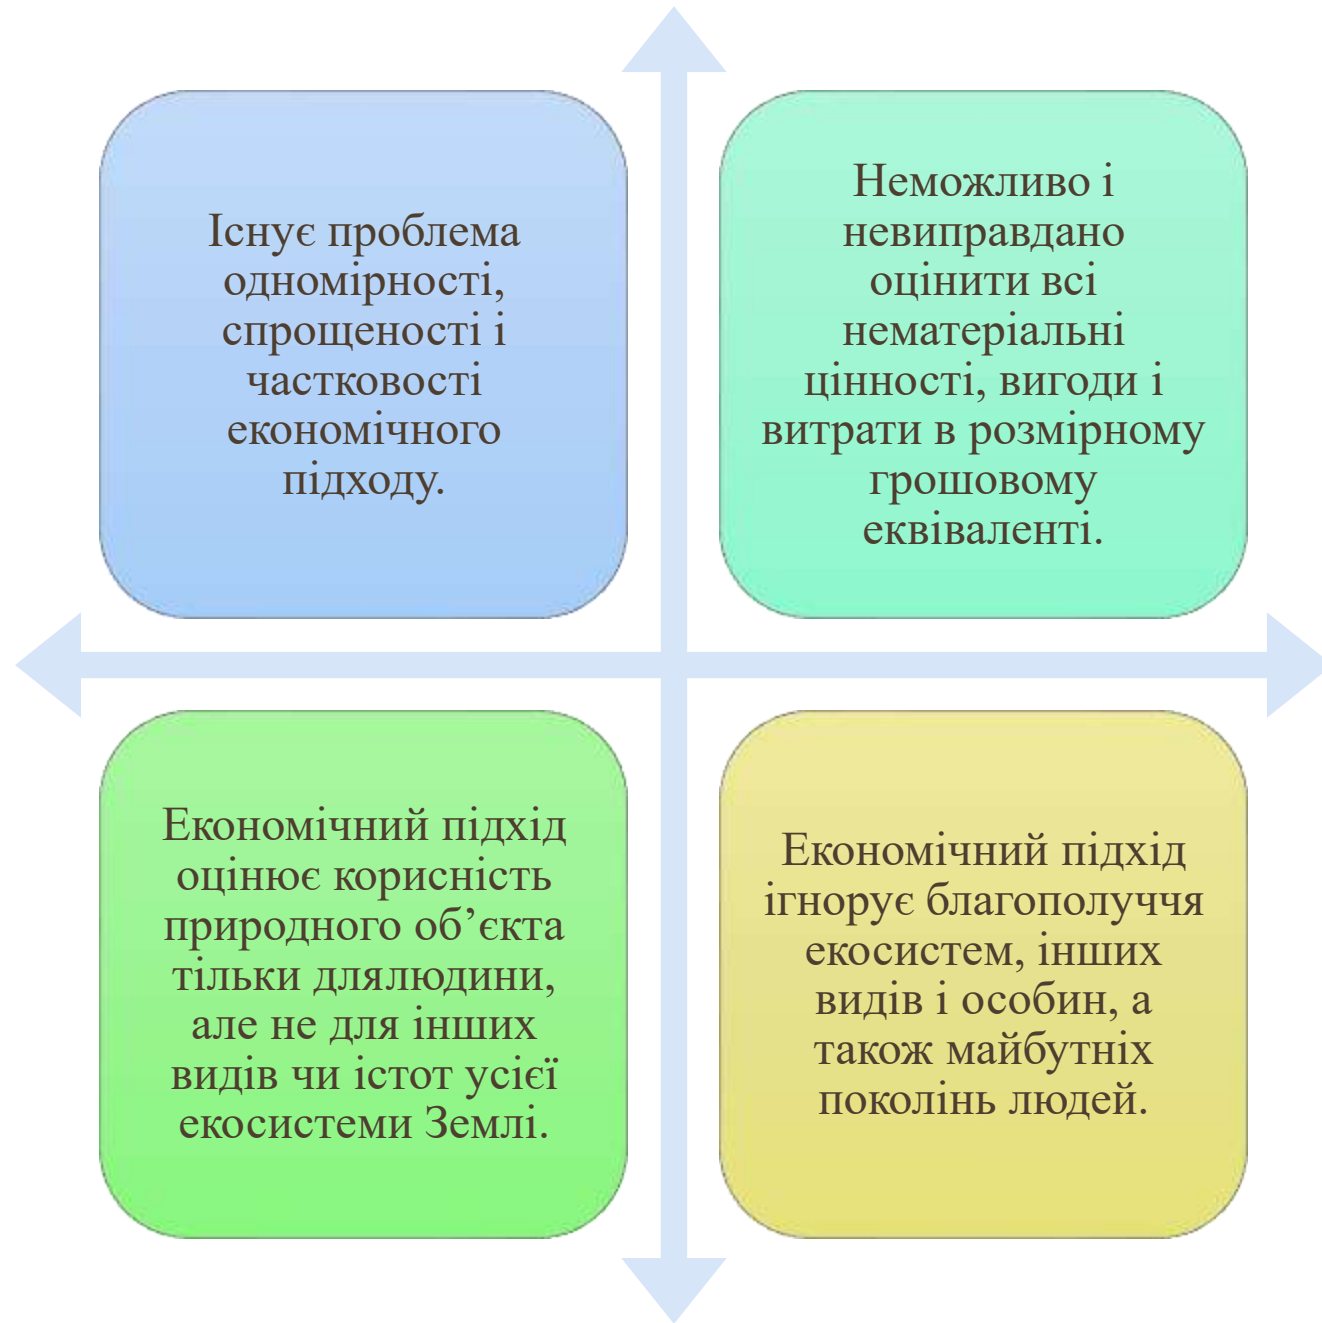 Існує проблема
одномірності,
спрощеності і
частковості
економічного
підходу.
Неможливо і
невиправдано
оцінити всі
нематеріальні
цінності, вигоди і
витрати в розмірному
грошовому
еквіваленті.
Економічний підхід
оцінює корисність
природного об’єкта
тільки длялюдини,
але не для інших
видів чи істот усієї
екосистеми Землі.
Економічний підхід
ігнорує благополуччя
екосистем, інших
видів і особин, а
також майбутніх
поколінь людей.